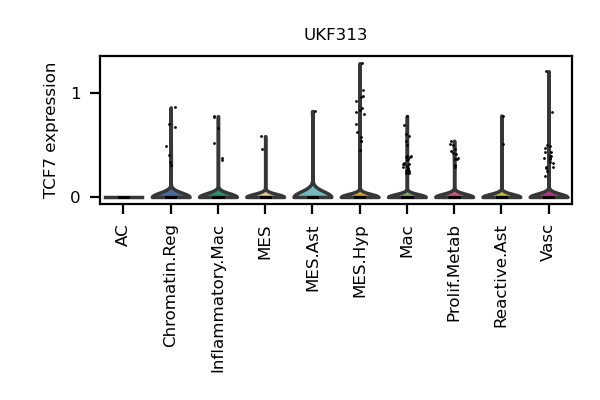 UKF313
TCF7 expression
1
0
AC
Chromatin.Reg
Inflammatory.Mac
MES
MES.Ast
MES.Hyp
Mac
Prolif.Metab
Reactive.Ast
Vasc